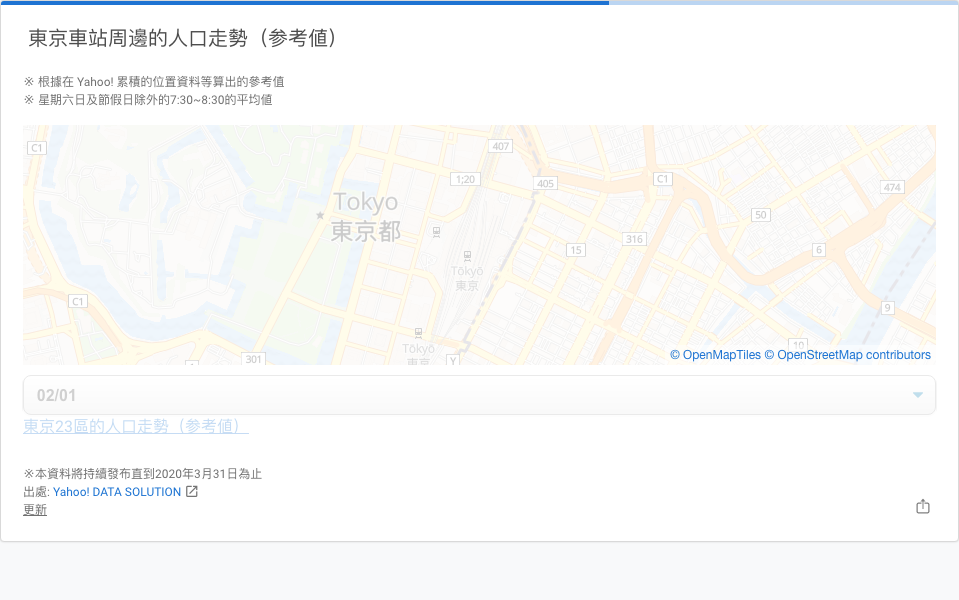 東京車站周邊的人口走勢（參考値）
※ 根據在 Yahoo! 累積的位置資料等算出的參考值
※ 星期六日及節假日除外的7:30~8:30的平均値
C1
407
1;20
405
C1
474
Tokyo
東京都
50
316
15
6
Tōkyō
東京
C1
9
10
Tōkyō
東京
301
Y
© OpenMapTiles © OpenStreetMap contributors
02/01
東京23區的人口走勢（參考値）
※本資料將持續發布直到2020年3月31日為止
出處: Yahoo! DATA SOLUTION
更新